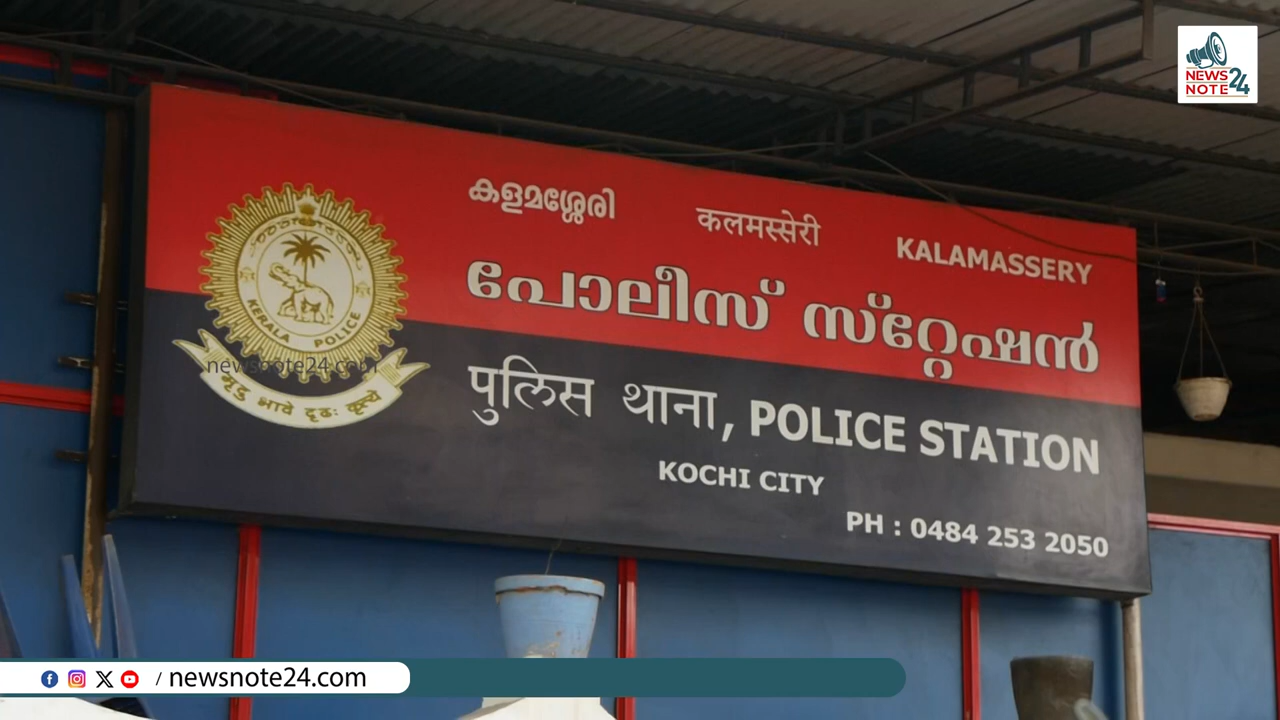 NEWS
NOTE 24
കളമശ്ശേരി कलमस्सेरी KALAMASSERY
പോലീസ് സ്റ്റേഷൻ
पुलिस थाना, POLICE STATION
KOCHI CITY
PH : 0484 253 2050
KERALA POLICE
newsnote24.com
मृदु भावे दृढः कृत्ये
/ newsnote24.com